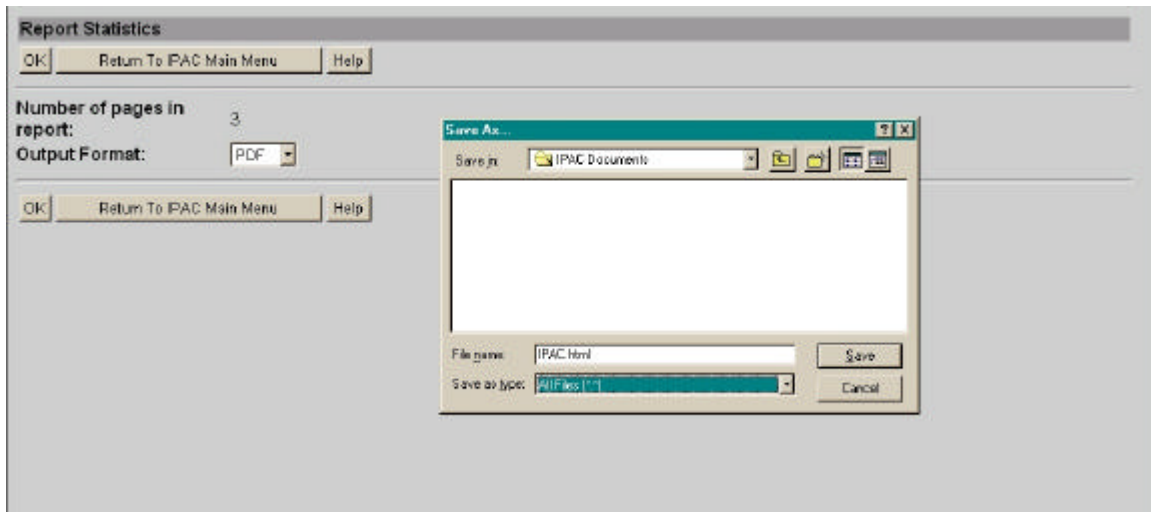 Report Statistics
OK Return To IPAC Main Menu Help
Number of pages in
report: 3
Output Format: PDF
OK Return To IPAC Main Menu Help
Save As...
Save in: IPAC Documents
File name: IPAC.html
Save as type: All Files (*.*)
Save
Cancel